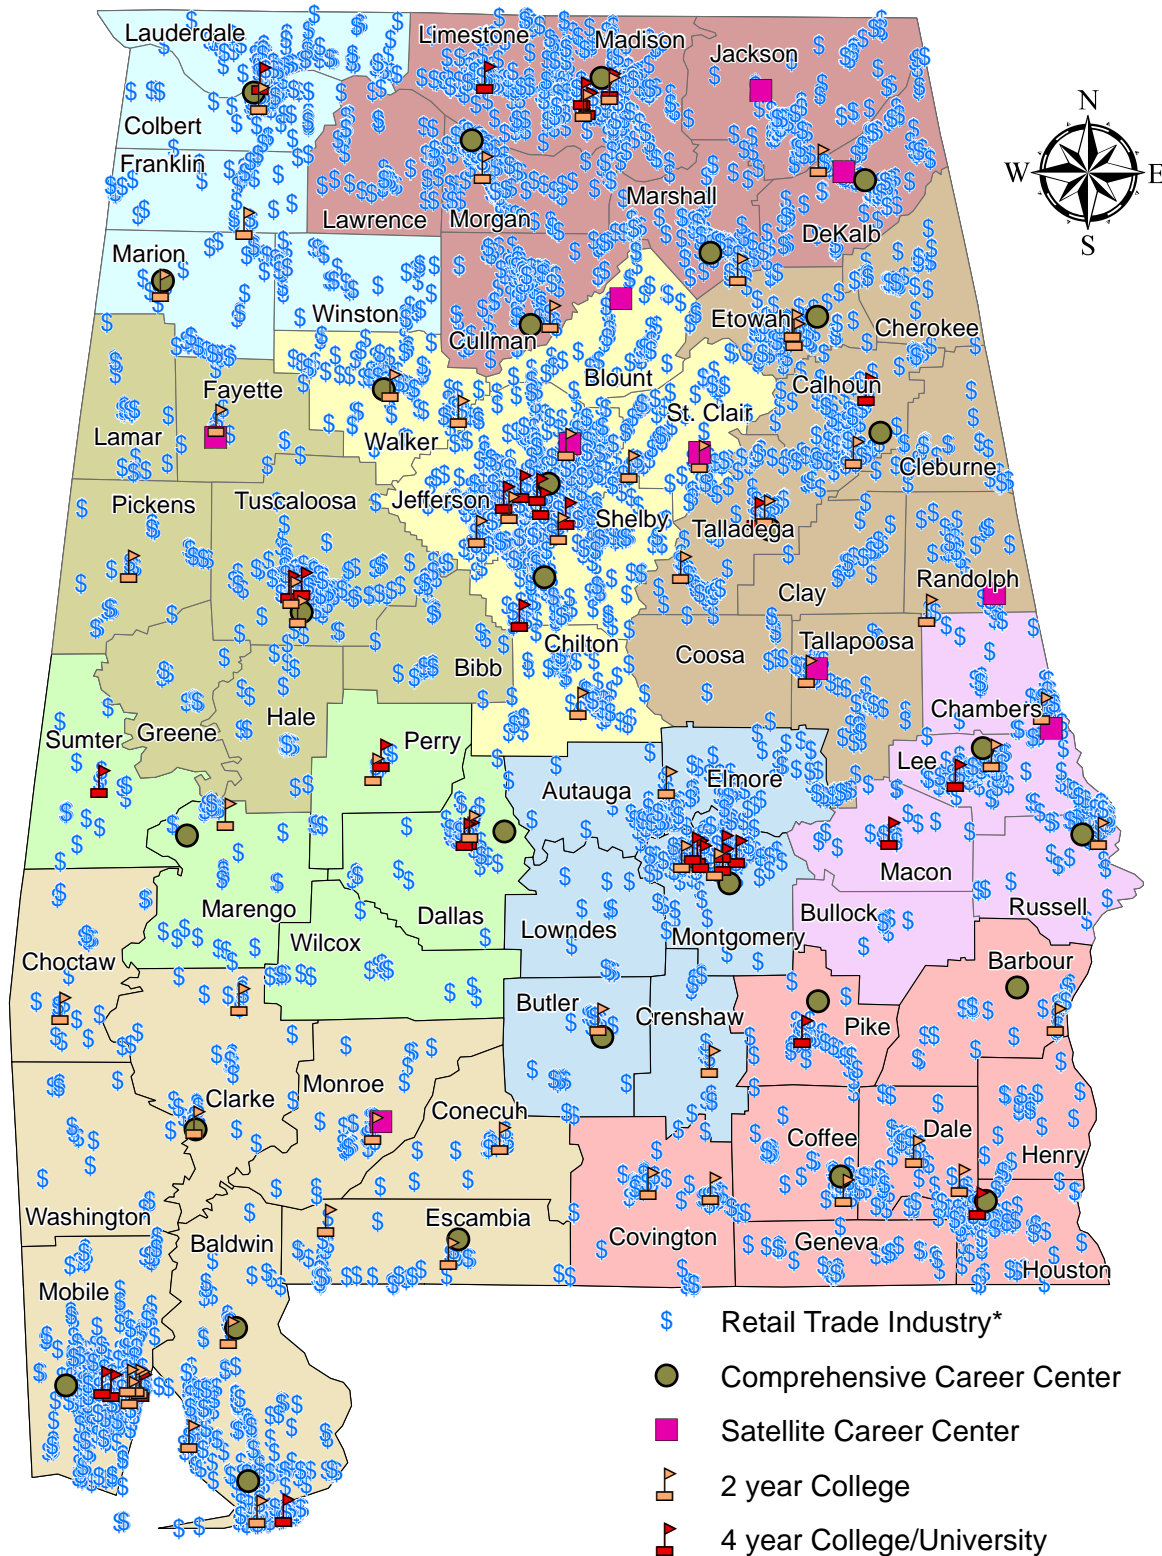 Lauderdale
Limestone
Madison
Jackson
N
Colbert
W
E
Franklin
S
Lawrence
Morgan
Marshall
DeKalb
Marion
Winston
Cullman
Etowah
Cherokee
Blount
Fayette
Calhoun
Lamar
Walker
St. Clair
Cleburne
Pickens
Tuscaloosa
Jefferson
Shelby
Talladega
Clay
Randolph
Bibb
Chilton
Coosa
Tallapoosa
Sumter
Greene
Hale
Perry
Chambers
Lee
Autauga
Elmore
Macon
Marengo
Dallas
Lowndes
Montgomery
Bullock
Russell
Choctaw
Wilcox
Barbour
Butler
Crenshaw
Pike
Clarke
Monroe
Conecuh
Coffee
Dale
Henry
Washington
Baldwin
Escambia
Covington
Geneva
Houston
Mobile
$ Retail Trade Industry*
Comprehensive Career Center
Satellite Career Center
2 year College
4 year College/University